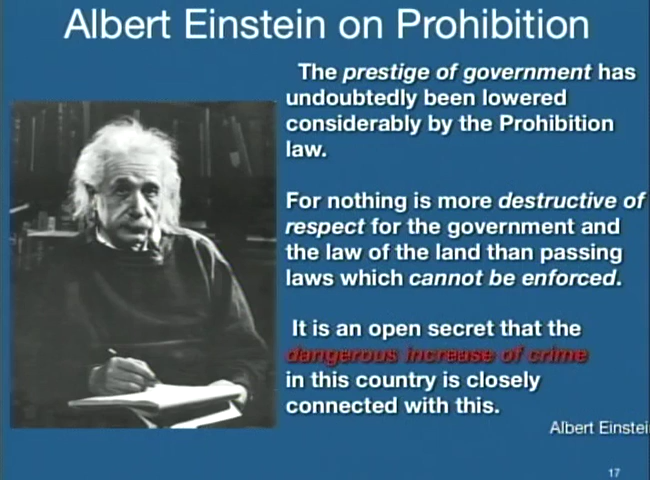 Albert Einstein on Prohibition
The prestige of government has
undoubtedly been lowered
considerably by the Prohibition
law.
For nothing is more destructive of
respect for the government and
the law of the land than passing
laws which cannot be enforced.
It is an open secret that the
dangerous increase of crime
in this country is closely
connected with this.
Albert Einstei
17